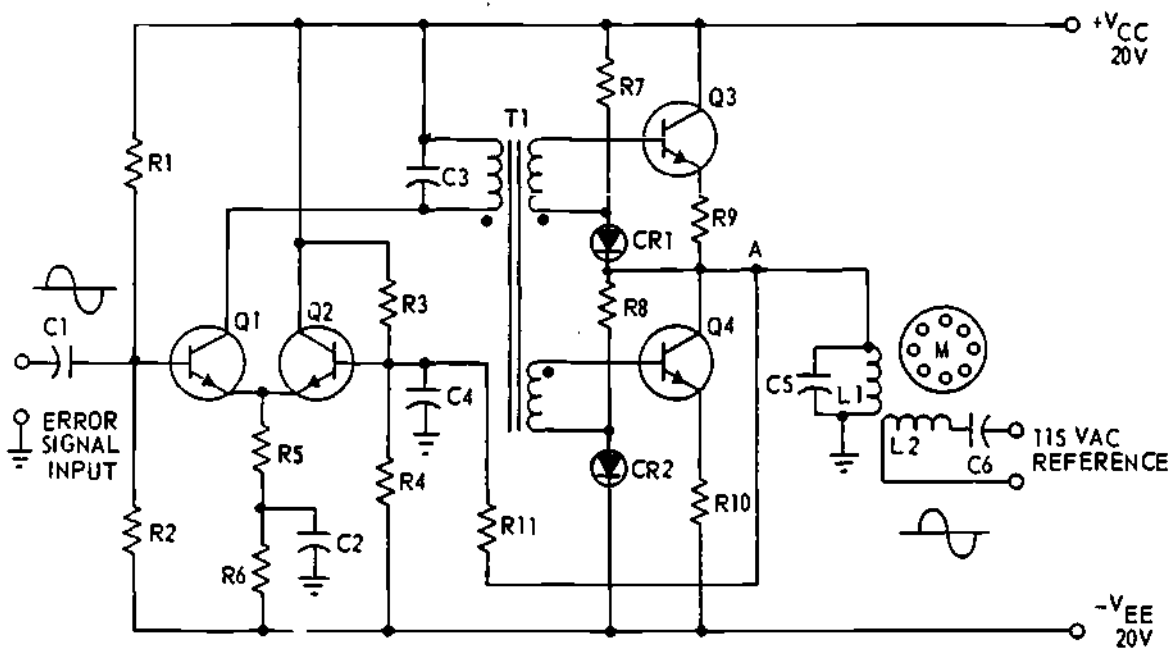 +VCC
20V
R7
Q3
T1
R1
C3
R9
CR1
A
R3
R8
Q1
Q2
Q4
C1
M
C5
L1
C4
ERROR
SIGNAL
INPUT
L2
C6
115 VAC
REFERENCE
R5
CR2
R4
R10
R11
R2
C2
R6
-VEE
20V